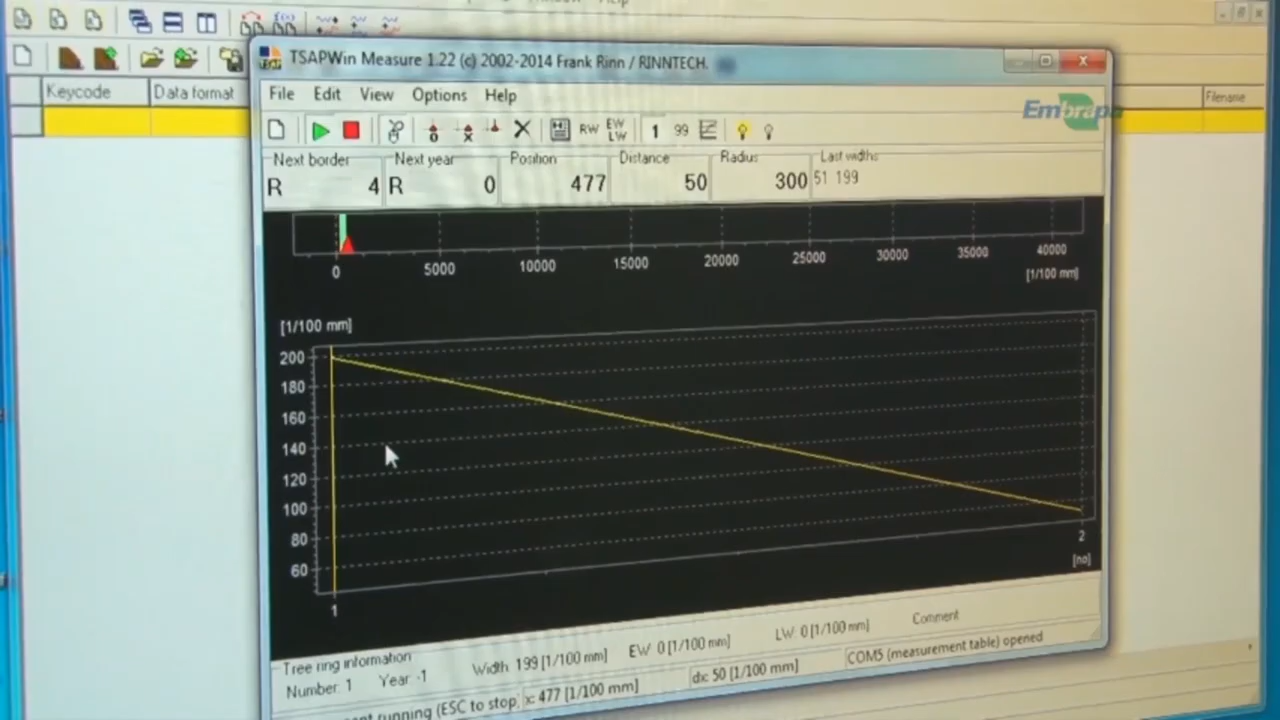 Help
TSAPWin Measure 1.22 (c) 2002-2014 Frank Rinn / RINNTECH.
Keycode
Data format
Filename
File Edit View Options Help
Embrapa
RW EW LW 1 99
Next border Next year Position Distance Radius Last widths
R 4 R 0 477 50 300 51 199
0 5000 10000 15000 20000 25000 30000 35000 40000
[1/100 mm]
[1/100 mm]
200
180
160
140
120
100
80
60
1
2
[no]
Tree ring information
Number: 1 Year -1 Width 199 [1/100 mm] EW: 0 [1/100 mm] LW: 0 [1/100 mm] Comment
running (ESC to stop) x: 477 [1/100 mm] dx: 50 [1/100 mm] COM5 (measurement table) opened